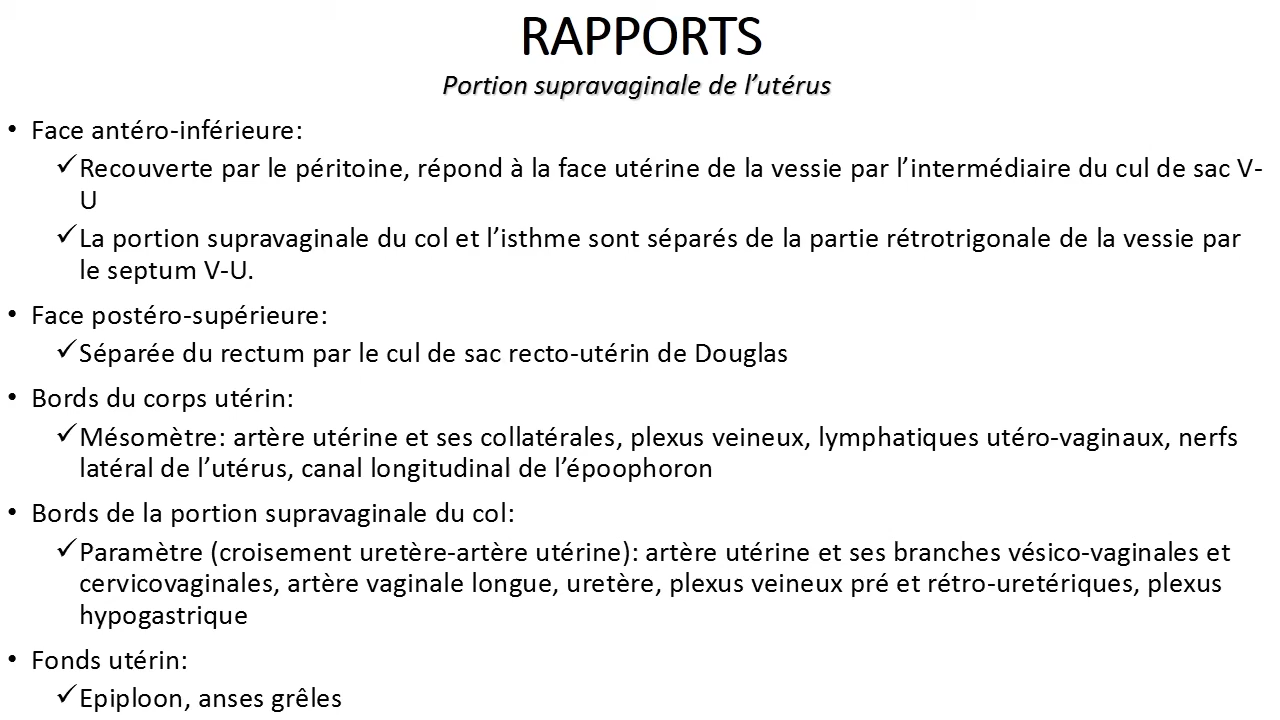 RAPPORTS
Portion supravaginale de l’utérus
• Face antéro-inférieure:
✓Recouverte par le péritoine, répond à la face utérine de la vessie par l’intermédiaire du cul de sac V-
U
✓La portion supravaginale du col et l’isthme sont séparés de la partie rétrotrigonale de la vessie par
le septum V-U.
• Face postéro-supérieure:
✓Séparée du rectum par le cul de sac recto-utérin de Douglas
• Bords du corps utérin:
✓Mésomètre: artère utérine et ses collatérales, plexus veineux, lymphatiques utéro-vaginaux, nerfs
latéral de l’utérus, canal longitudinal de l’époophoron
• Bords de la portion supravaginale du col:
✓Paramètre (croisement uretère-artère utérine): artère utérine et ses branches vésico-vaginales et
cervicovaginales, artère vaginale longue, uretère, plexus veineux pré et rétro-uretériques, plexus
hypogastrique
• Fonds utérin:
✓Epiploon, anses grêles